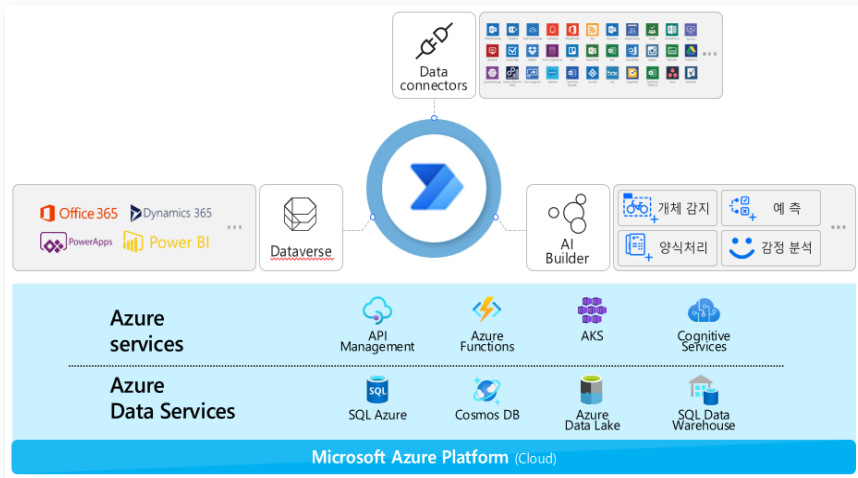 Data
connectors
...
Office 365
Dynamics 365
PowerApps
Power BI
...
Dataverse
AI
Builder
개체 감지
예 측
양식처리
감정 분석
...
Azure
services
API
Management
Azure
Functions
AKS
Cognitive
Services
Azure
Data Services
SQL
SQL Azure
Cosmos DB
Azure
Data Lake
SQL Data
Warehouse
Microsoft Azure Platform (Cloud)